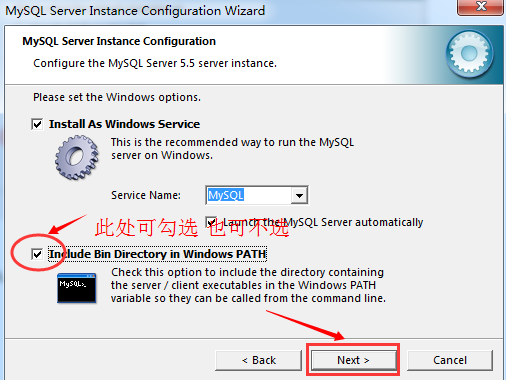 MySQL Server Instance Configuration Wizard
MySQL Server Instance Configuration
Configure the MySQL Server 5.5 server instance.
Please set the Windows options.
Install As Windows Service
This is the recommended way to run the MySQL
server on Windows.
Service Name:
MySQL
Launch the MySQL Server automatically
此处可勾选 也可不选
Include Bin Directory in Windows PATH
Check this option to include the directory containing
the server / client executables in the Windows PATH
variable so they can be called from the command line.
MySQL
< Back
Next >
Cancel